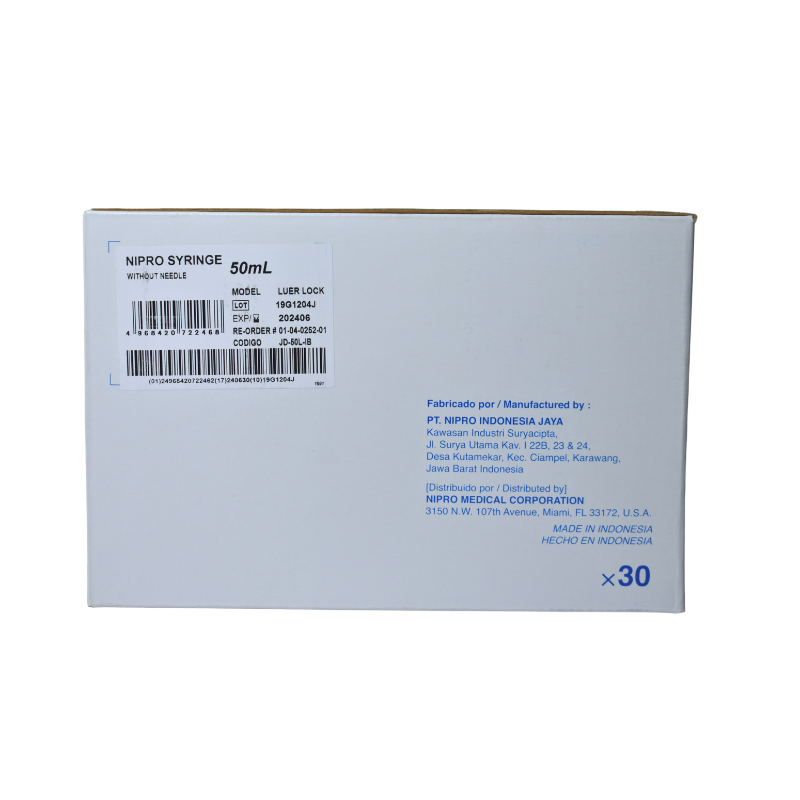 NIPRO SYRINGE 50mL
WITHOUT NEEDLE
MODEL LUER LOCK
LOT 19G1204J
EXP/ 202406
4 968420 722468
RE-ORDER # 01-04-0252-01
CODIGO JD-50L-IB
(01)24968420722462(17)240630(10)19G1204J
Fabricado por / Manufactured by :
PT. NIPRO INDONESIA JAYA
Kawasan Industri Suryacipta,
Jl. Surya Utama Kav. I 22B, 23 & 24,
Desa Kutamekar, Kec. Ciampel, Karawang,
Jawa Barat Indonesia
[Distribuido por / Distributed by]
NIPRO MEDICAL CORPORATION
3150 N.W. 107th Avenue, Miami, FL 33172, U.S.A.
MADE IN INDONESIA
HECHO EN INDONESIA
×30